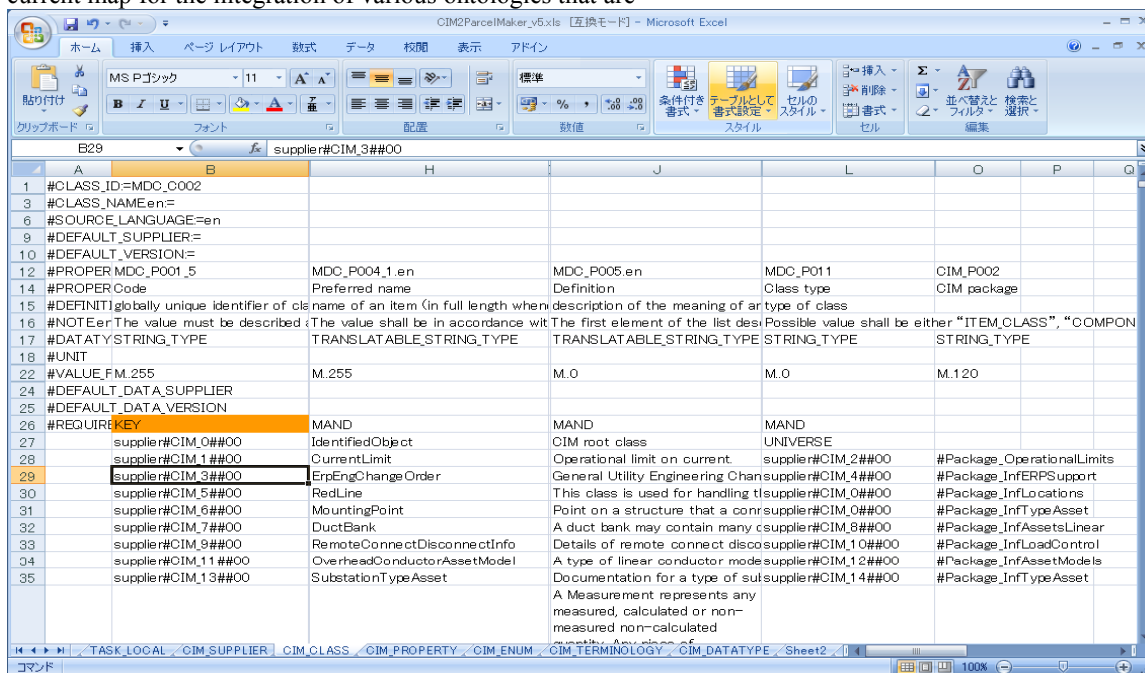 current map for the integration of various ontologies that are
CIM2ParcelMaker_v5.xls [互換モード] - Microsoft Excel
ホーム 挿入 ページ レイアウト 数式 データ 校閲 表示 アドイン
MS Pゴシック 11 標準
貼り付け
条件付き書式 テーブルとして書式設定 セルのスタイル
挿入
削除
書式
並べ替えとフィルタ 検索と選択
クリップボード フォント 配置 数値 スタイル セル 編集
B29 fx supplier#CIM_3##00
A B H J L O P Q
1 #CLASS_ID:=MDC_C002
3 #CLASS_NAME.en:=
6 #SOURCE_LANGUAGE:=en
9 #DEFAULT_SUPPLIER:=
10 #DEFAULT_VERSION:=
12 #PROPER MDC_P001_5 MDC_P004_1.en MDC_P005.en MDC_P011 CIM_P002
14 #PROPER Code Preferred name Definition Class type CIM package
15 #DEFINITI globally unique identifier of cla name of an item (in full length when description of the meaning of ar type of class
16 #NOTE.er The value must be described The value shall be in accordance wit The first element of the list des Possible value shall be either “ITEM_CLASS”, “COMPON
17 #DATATY STRING_TYPE TRANSLATABLE_STRING_TYPE TRANSLATABLE_STRING_TYPE STRING_TYPE STRING_TYPE
18 #UNIT
22 #VALUE_F M..255 M..255 M..0 M..0 M..120
24 #DEFAULT_DATA_SUPPLIER
25 #DEFAULT_DATA_VERSION
26 #REQUIRE KEY MAND MAND MAND
27 supplier#CIM_0##00 IdentifiedObject CIM root class UNIVERSE
28 supplier#CIM_1##00 CurrentLimit Operational limit on current. supplier#CIM_2##00 #Package_OperationalLimits
29 supplier#CIM_3##00 ErpEngChangeOrder General Utility Engineering Chan supplier#CIM_4##00 #Package_InfERPSupport
30 supplier#CIM_5##00 RedLine This class is used for handling tl supplier#CIM_0##00 #Package_InfLocations
31 supplier#CIM_6##00 MountingPoint Point on a structure that a conr supplier#CIM_0##00 #Package_InfTypeAsset
32 supplier#CIM_7##00 DuctBank A duct bank may contain many c supplier#CIM_8##00 #Package_InfAssetsLinear
33 supplier#CIM_9##00 RemoteConnectDisconnectInfo Details of remote connect disco supplier#CIM_10##00 #Package_InfLoadControl
34 supplier#CIM_11##00 OverheadConductorAssetModel A type of linear conductor mode supplier#CIM_12##00 #Package_InfAssetModels
35 supplier#CIM_13##00 SubstationTypeAsset Documentation for a type of sul supplier#CIM_14##00 #Package_InfTypeAsset
A Measurement represents any
measured, calculated or non-
measured non-calculated
TASK_LOCAL CIM_SUPPLIER CIM_CLASS CIM_PROPERTY CIM_ENUM CIM_TERMINOLOGY CIM_DATATYPE Sheet2
コマンド 100%